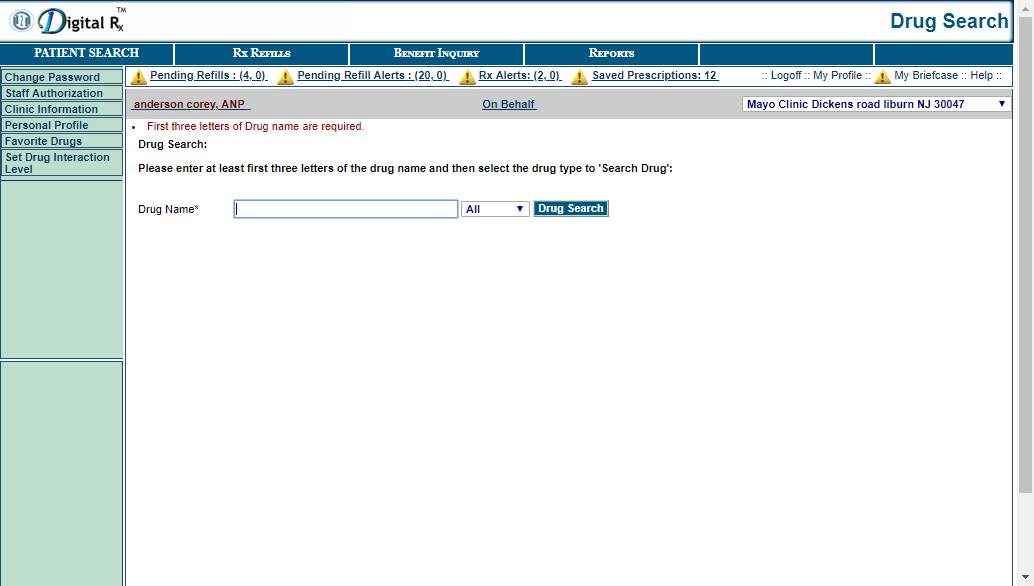 Digital Rx TM
Drug Search
PATIENT SEARCH
RX REFILLS
BENEFIT INQUIRY
REPORTS
Change Password
Staff Authorization
Clinic Information
Personal Profile
Favorite Drugs
Set Drug Interaction
Level
Pending Refills : (4, 0) Pending Refill Alerts : (20, 0) Rx Alerts: (2, 0) Saved Prescriptions: 12 :: Logoff :: My Profile :: My Briefcase :: Help ::
anderson corey, ANP On Behalf Mayo Clinic Dickens road liburn NJ 30047
• First three letters of Drug name are required.
Drug Search:
Please enter at least first three letters of the drug name and then select the drug type to 'Search Drug':
Drug Name* All Drug Search